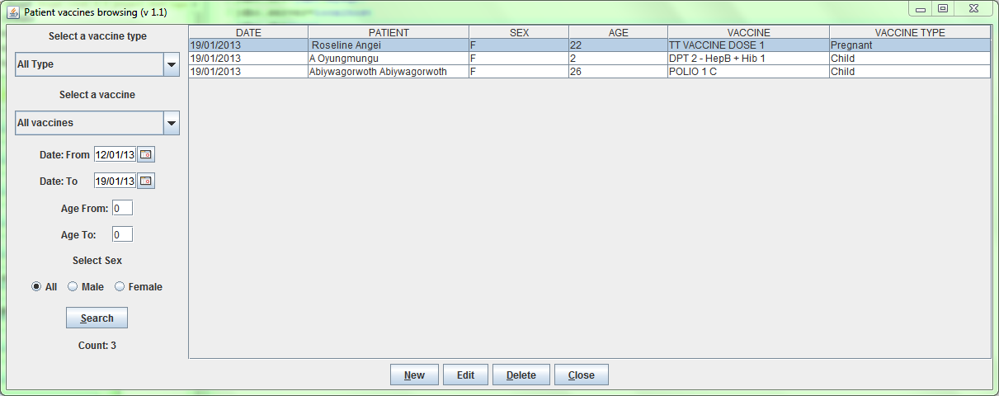 Patient vaccines browsing (v 1.1)
Select a vaccine type
All Type
Select a vaccine
All vaccines
Date: From 12/01/13
Date: To 19/01/13
Age From: 0
Age To: 0
Select Sex
All Male Female
Search
Count: 3
DATE PATIENT SEX AGE VACCINE VACCINE TYPE
19/01/2013 Roseline Angei F 22 TT VACCINE DOSE 1 Pregnant
19/01/2013 A Oyungmungu F 2 DPT 2 - HepB + Hib 1 Child
19/01/2013 Abiywagorwoth Abiywagorwoth F 26 POLIO 1 C Child
New Edit Delete Close